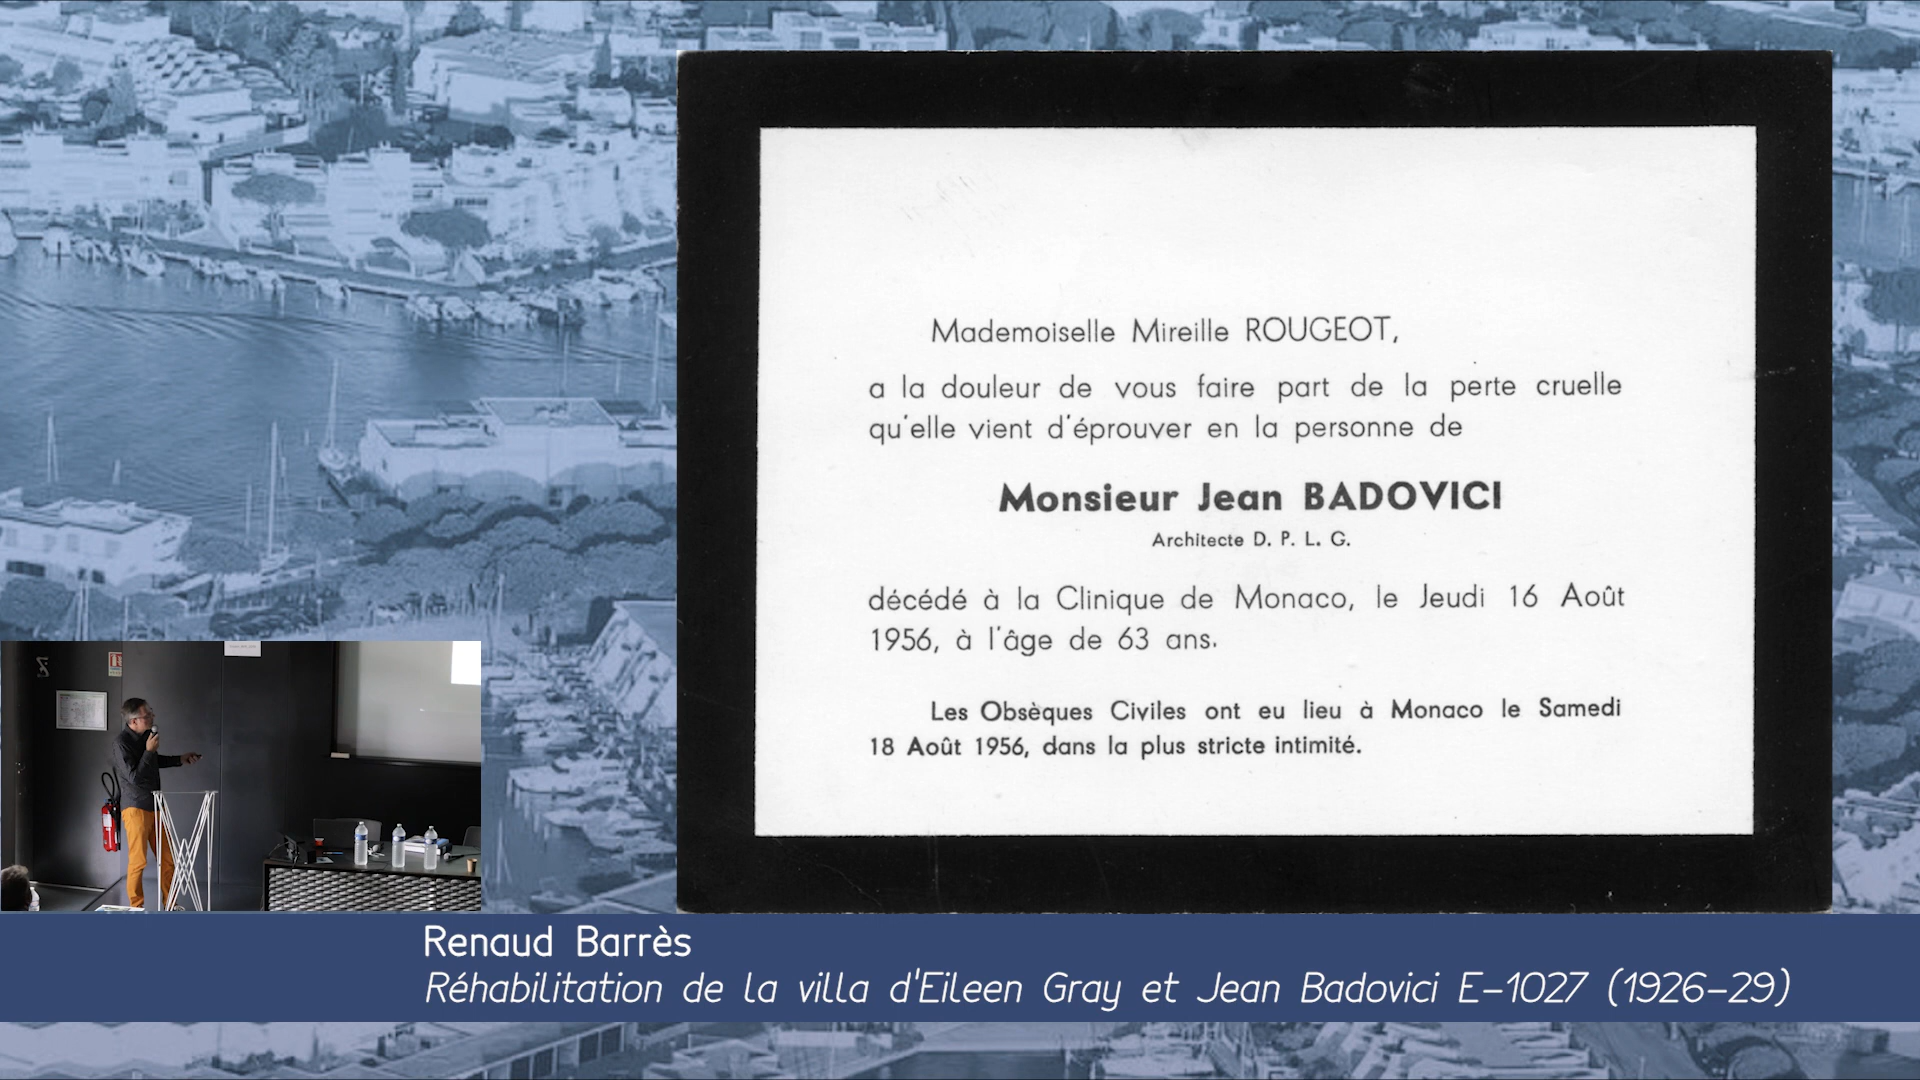 Mademoiselle Mireille ROUGEOT,
a la douleur de vous faire part de la perte cruelle
qu'elle vient d'éprouver en la personne de
Monsieur Jean BADOVICI
Architecte D. P. L. G.
décédé à la Clinique de Monaco, le Jeudi 16 Août
1956, à l'âge de 63 ans.
Les Obsèques Civiles ont eu lieu à Monaco le Samedi
18 Août 1956, dans la plus stricte intimité.
Renaud Barrès
Réhabilitation de la villa d'Eileen Gray et Jean Badovici E-1027 (1926-29)